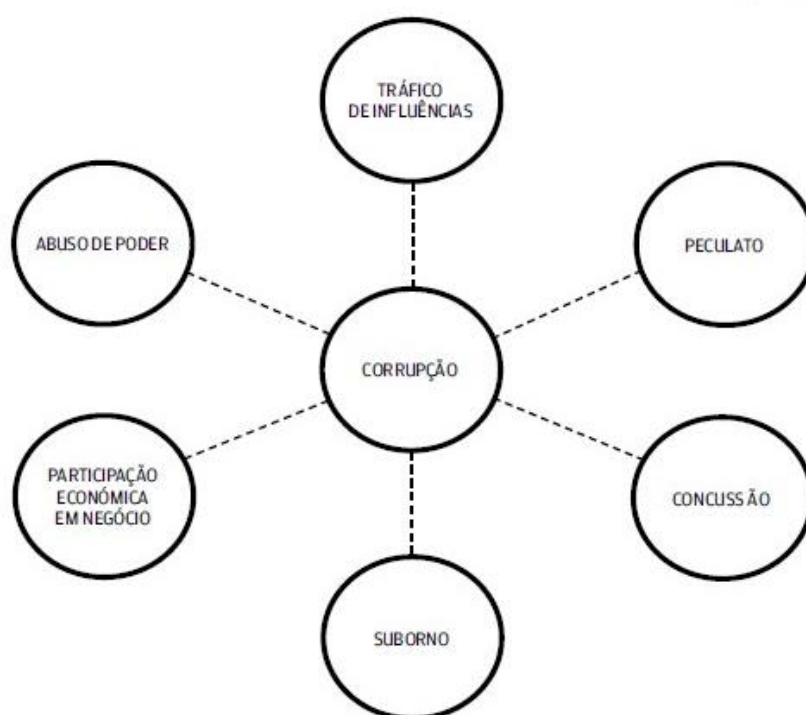 TRÁFICO
DE INFLUÊNCIAS
ABUSO DE PODER
PECULATO
CORRUPÇÃO
PARTICIPAÇÃO
ECONÓMICA
EM NEGÓCIO
CONCUSSÃO
SUBORNO